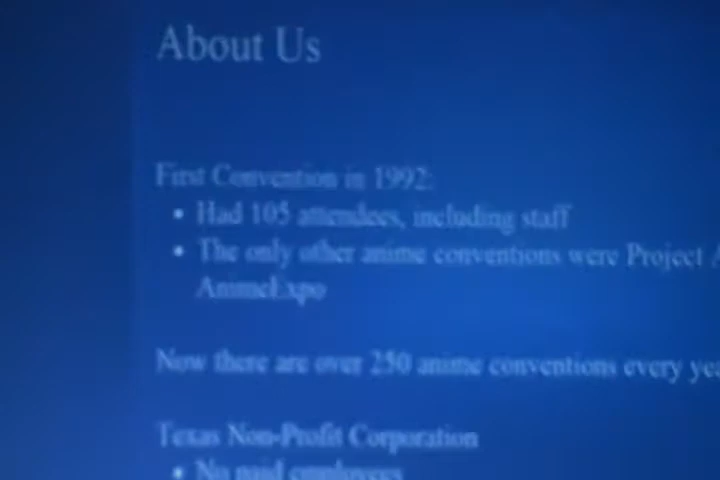 About Us
First Convention in 1992:
• Had 105 attendees, including staff
• The only other anime conventions were Project A
AnimeExpo
Now there are over 250 anime conventions every yea
Texas Non-Profit Corporation
• No paid employees